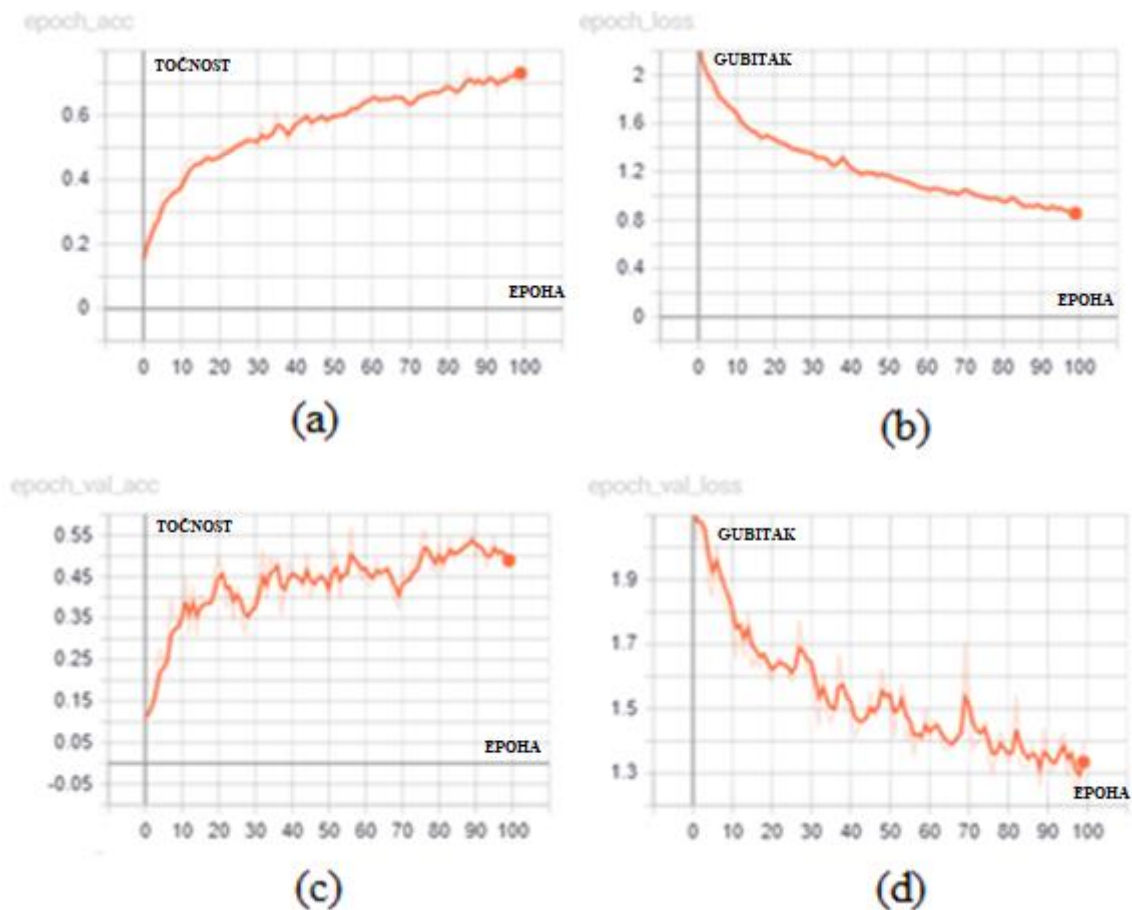 epoch_acc
TOČNOST
0.6
0.4
0.2
0
EPOHA
0 10 20 30 40 50 60 70 80 90 100
(a)
epoch_loss
GUBITAK
2
1.6
1.2
0.8
0.4
0
EPOHA
0 10 20 30 40 50 60 70 80 90 100
(b)
epoch_val_acc
TOČNOST
0.55
0.45
0.35
0.25
0.15
0.05
-0.05
EPOHA
0 10 20 30 40 50 60 70 80 90 100
(c)
epoch_val_loss
GUBITAK
1.9
1.7
1.5
1.3
EPOHA
0 10 20 30 40 50 60 70 80 90 100
(d)